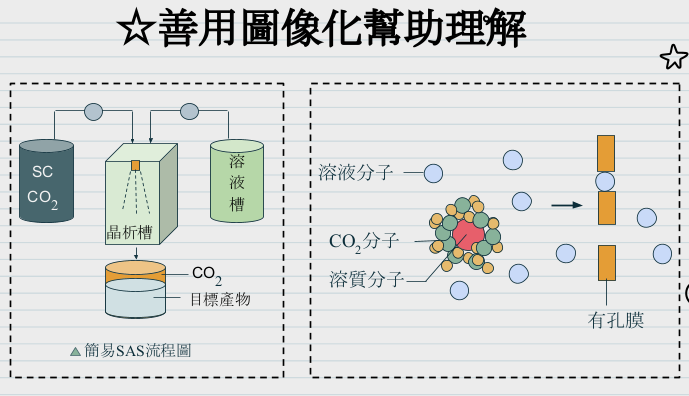 ☆善用圖像化幫助理解
SC
CO2
溶
液
槽
晶析槽
CO2
目標產物
▲簡易SAS流程圖
溶液分子
CO2分子
溶質分子
有孔膜